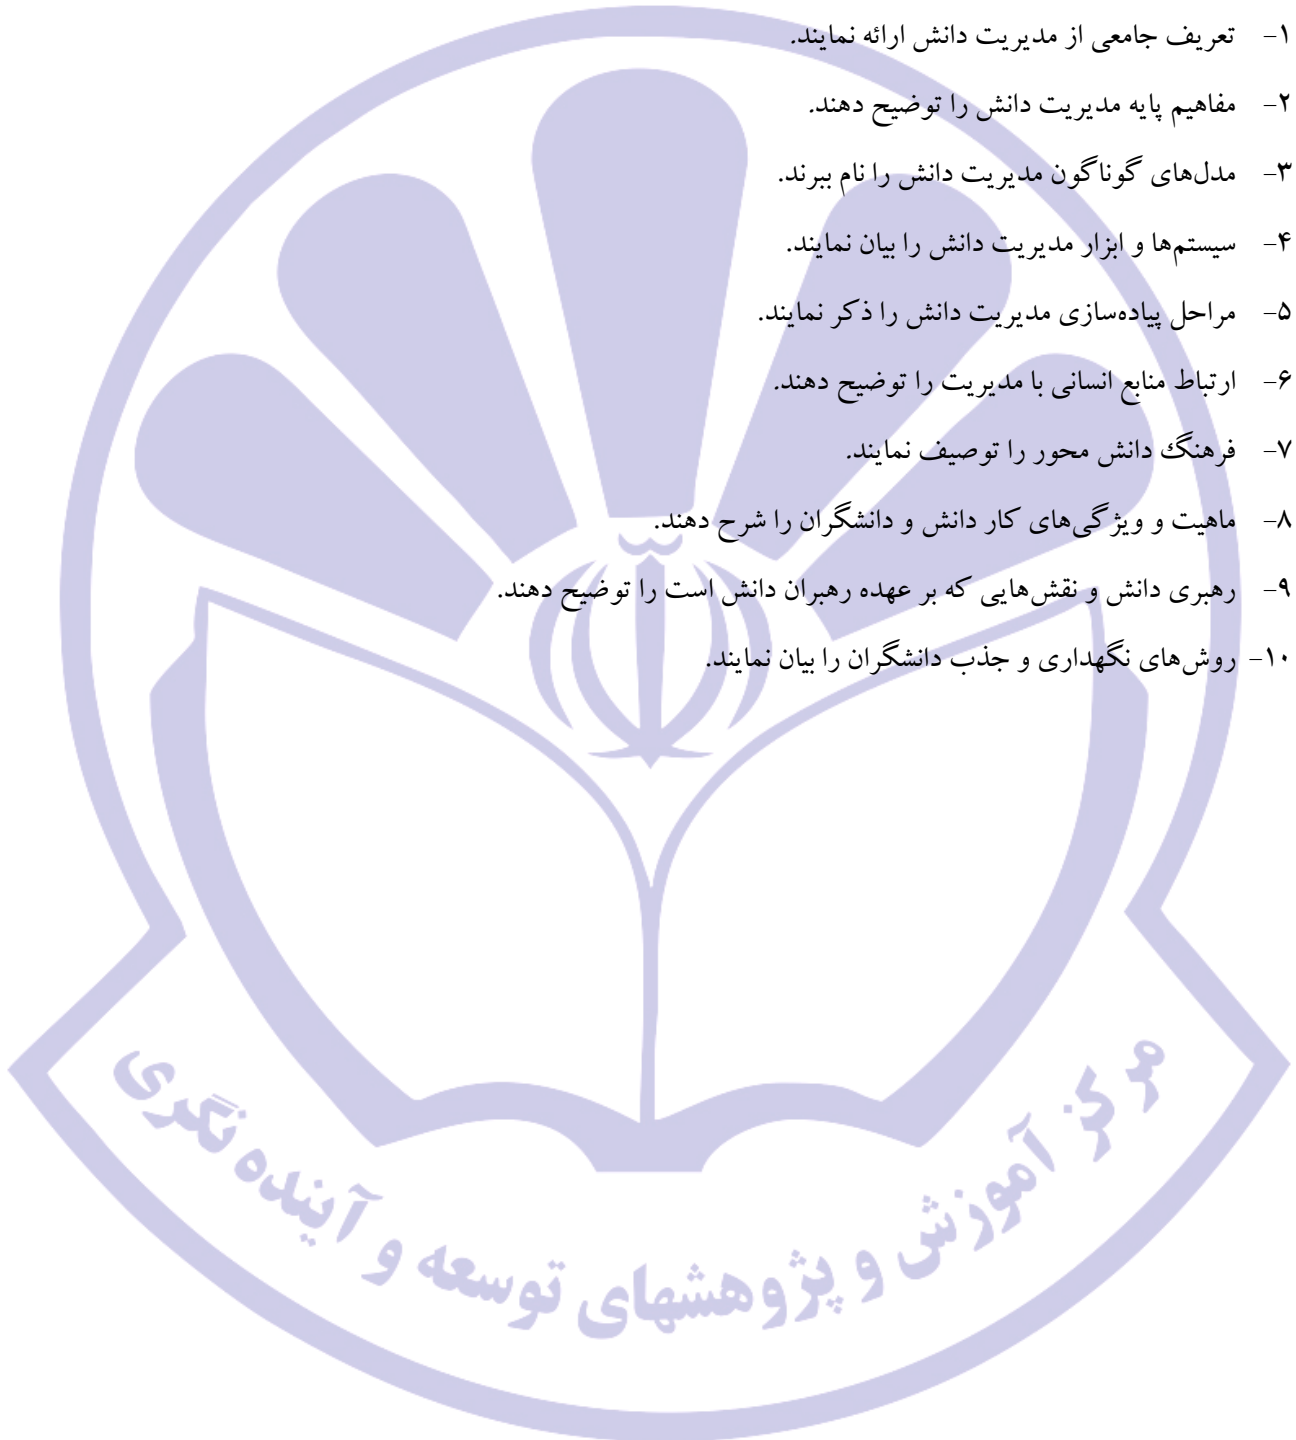 ۱- تعریف جامعی از مدیریت دانش ارائه نمایند.
۲- مفاهیم پایه مدیریت دانش را توضیح دهند.
۳- مدل‌های گوناگون مدیریت دانش را نام ببرند.
۴- سیستم‌ها و ابزار مدیریت دانش را بیان نمایند.
۵- مراحل پیاده‌سازی مدیریت دانش را ذکر نمایند.
۶- ارتباط منابع انسانی با مدیریت را توضیح دهند.
۷- فرهنگ دانش محور را توصیف نمایند.
۸- ماهیت و ویژگی‌های کار دانش و دانشگران را شرح دهند.
۹- رهبری دانش و نقش‌هایی که بر عهده رهبران دانش است را توضیح دهند.
۱۰- روش‌های نگهداری و جذب دانشگران را بیان نمایند.
مرکز آموزش و پژوهشهای توسعه و آینده نگری